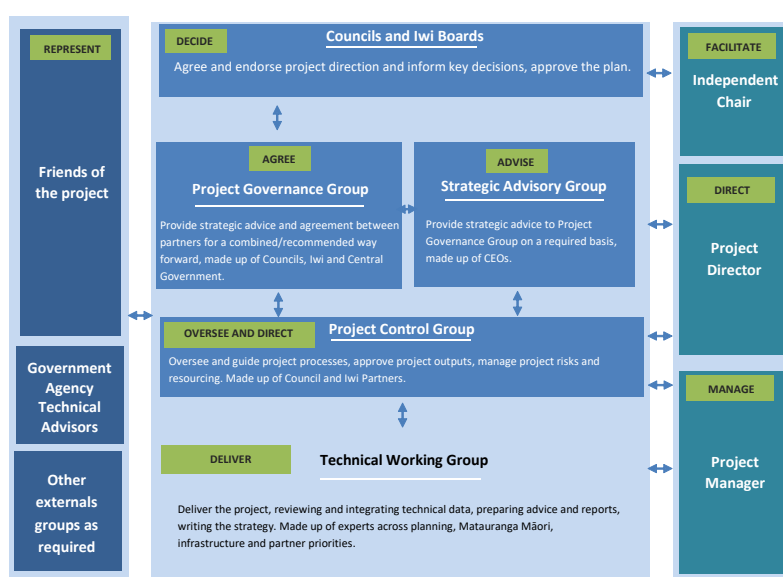 REPRESENT
Friends of
the project
Government
Agency
Technical
Advisors
Other
externals
groups as
required
DECIDE
Councils and Iwi Boards
Agree and endorse project direction and inform key decisions, approve the plan.
AGREE
Project Governance Group
Provide strategic advice and agreement between
partners for a combined/recommended way
forward, made up of Councils, Iwi and Central
Government.
ADVISE
Strategic Advisory Group
Provide strategic advice to Project
Governance Group on a required basis,
made up of CEOs.
OVERSEE AND DIRECT
Project Control Group
Oversee and guide project processes, approve project outputs, manage project risks and
resourcing. Made up of Council and Iwi Partners.
DELIVER
Technical Working Group
Deliver the project, reviewing and integrating technical data, preparing advice and reports,
writing the strategy. Made up of experts across planning, Matauranga Māori,
infrastructure and partner priorities.
FACILITATE
Independent
Chair
DIRECT
Project
Director
MANAGE
Project
Manager